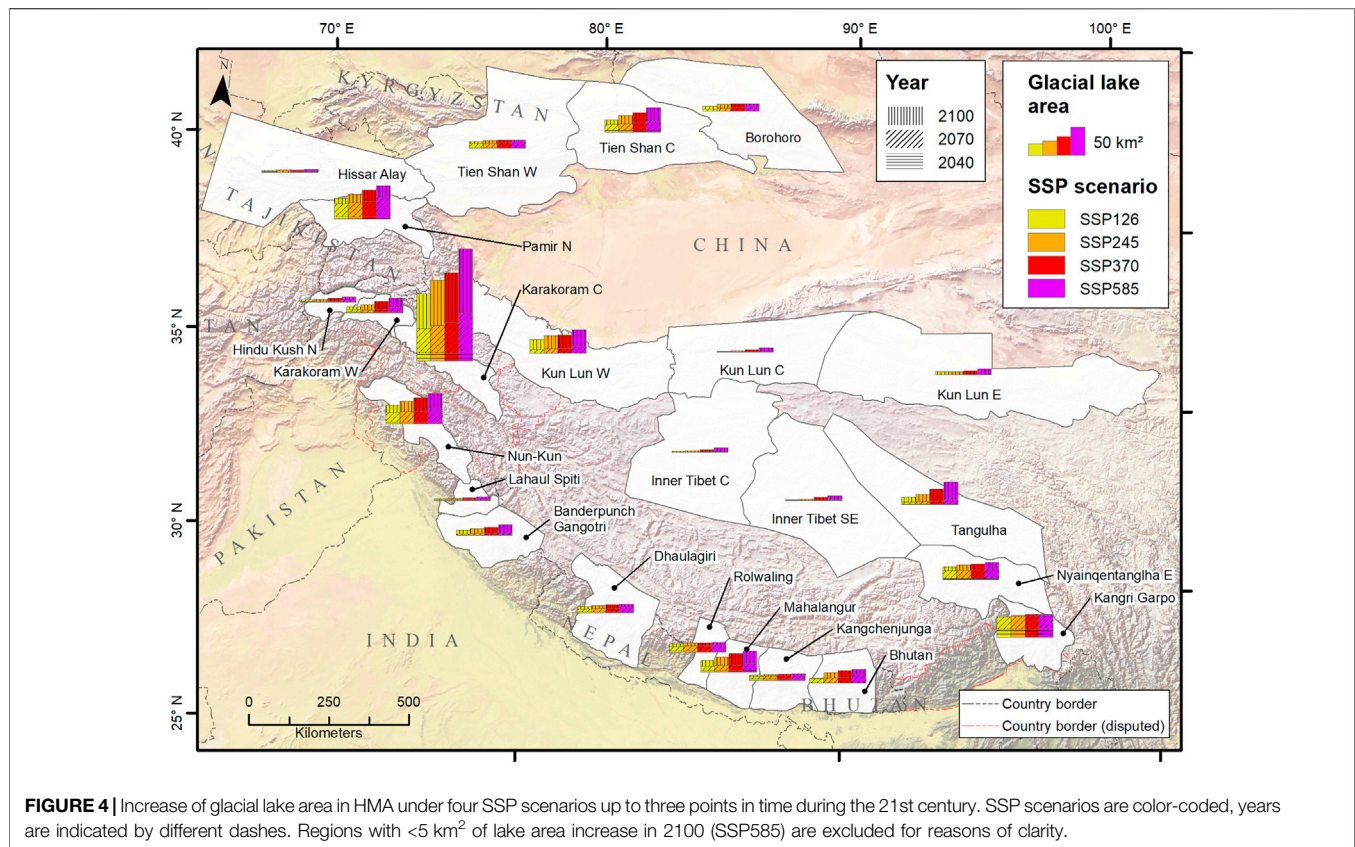 70° E 80° E 90° E 100° E
N
KYRGYZSTAN
Year
2100
2070
2040
Glacial lake
area
50 km²
SSP scenario
SSP126
SSP245
SSP370
SSP585
40° N
35° N
30° N
25° N
Borohoro
Tien Shan C
Tien Shan W
Hissar Alay
TAJIKISTAN
Pamir N
CHINA
Karakoram C
TAN
Hindu Kush N
Karakoram W
Kun Lun W
Kun Lun C
Kun Lun E
Nun-Kun
Lahaul Spiti
Banderpunch
Gangotri
PAKISTAN
Inner Tibet C
Inner Tibet SE
Tangulha
Dhaulagiri
Rolwaling
Mahalangur
Kangchenjunga
Bhutan
Nyainqentanglha E
Kangri Garpo
INDIA
NEPAL
BHUTAN
0 250 500
Kilometers
Country border
Country border (disputed)
FIGURE 4 | Increase of glacial lake area in HMA under four SSP scenarios up to three points in time during the 21st century. SSP scenarios are color-coded, years
are indicated by different dashes. Regions with <5 km² of lake area increase in 2100 (SSP585) are excluded for reasons of clarity.